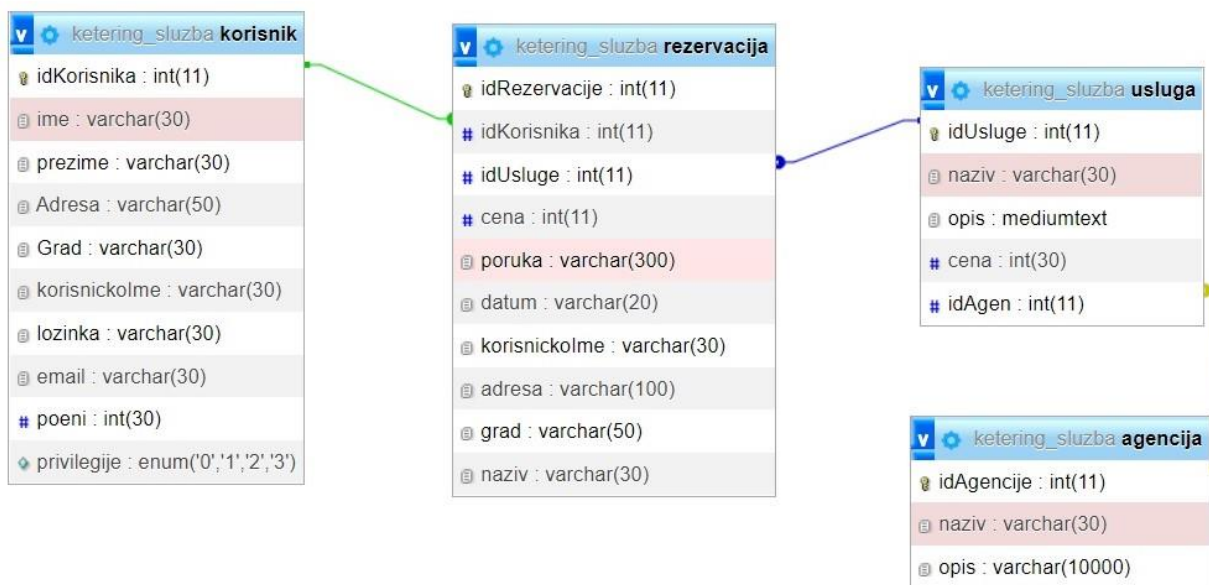 ketering_sluzba korisnik
idKorisnika : int(11)
ime : varchar(30)
prezime : varchar(30)
Adresa : varchar(50)
Grad : varchar(30)
korisnickoIme : varchar(30)
lozinka : varchar(30)
email : varchar(30)
# poeni : int(30)
privilegije : enum('0','1','2','3')
ketering_sluzba rezervacija
idRezervacije : int(11)
# idKorisnika : int(11)
# idUsluge : int(11)
# cena : int(11)
poruka : varchar(300)
datum : varchar(20)
korisnickoIme : varchar(30)
adresa : varchar(100)
grad : varchar(50)
naziv : varchar(30)
ketering_sluzba usluga
idUsluge : int(11)
naziv : varchar(30)
opis : mediumtext
# cena : int(30)
# idAgen : int(11)
ketering_sluzba agencija
idAgencije : int(11)
naziv : varchar(30)
opis : varchar(10000)